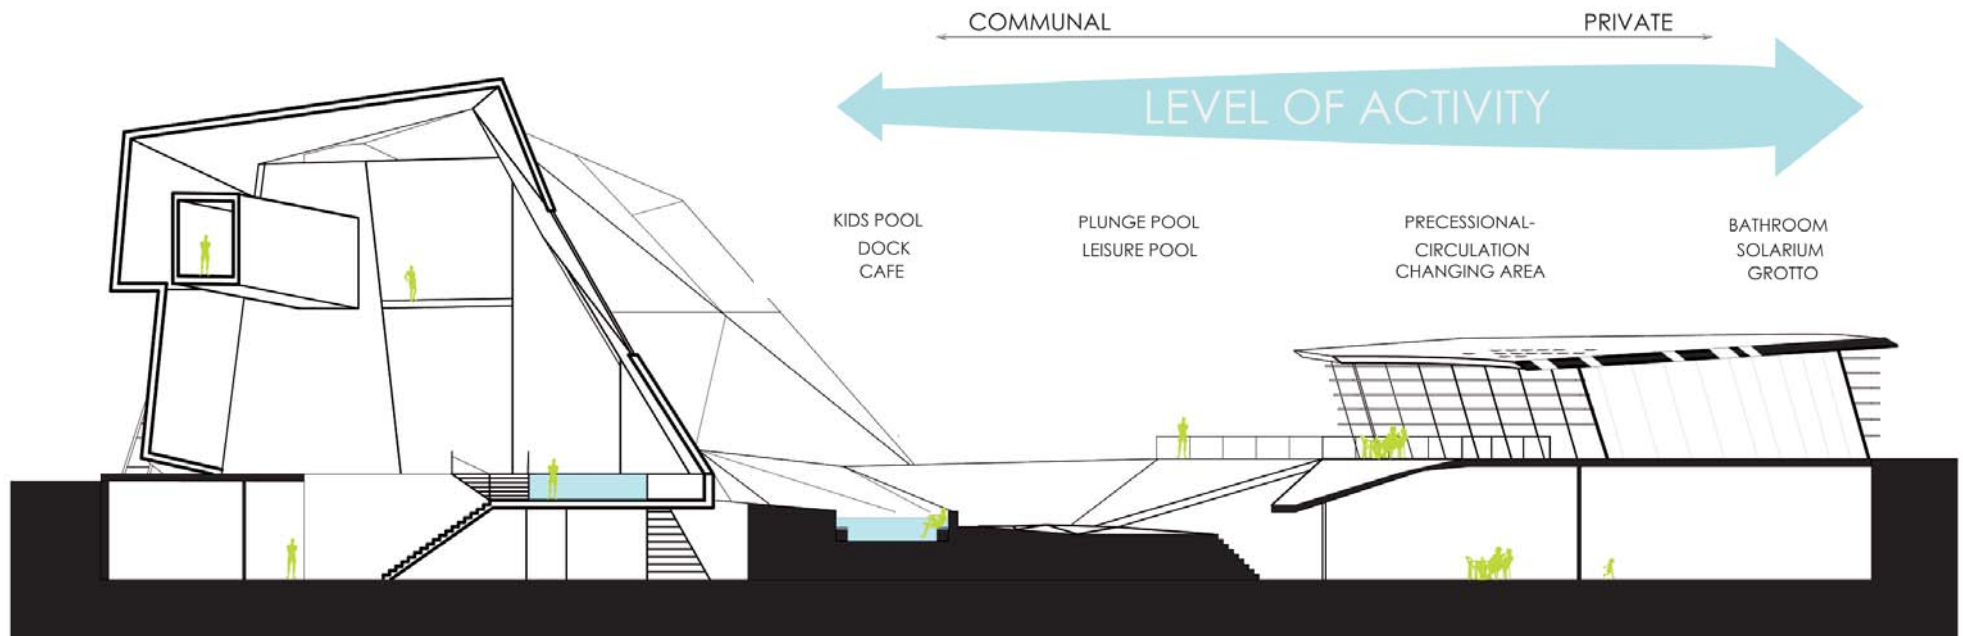 COMMUNAL PRIVATE
LEVEL OF ACTIVITY
KIDS POOL
DOCK
CAFE
PLUNGE POOL
LEISURE POOL
PRECESSIONAL-
CIRCULATION
CHANGING AREA
BATHROOM
SOLARIUM
GROTTO